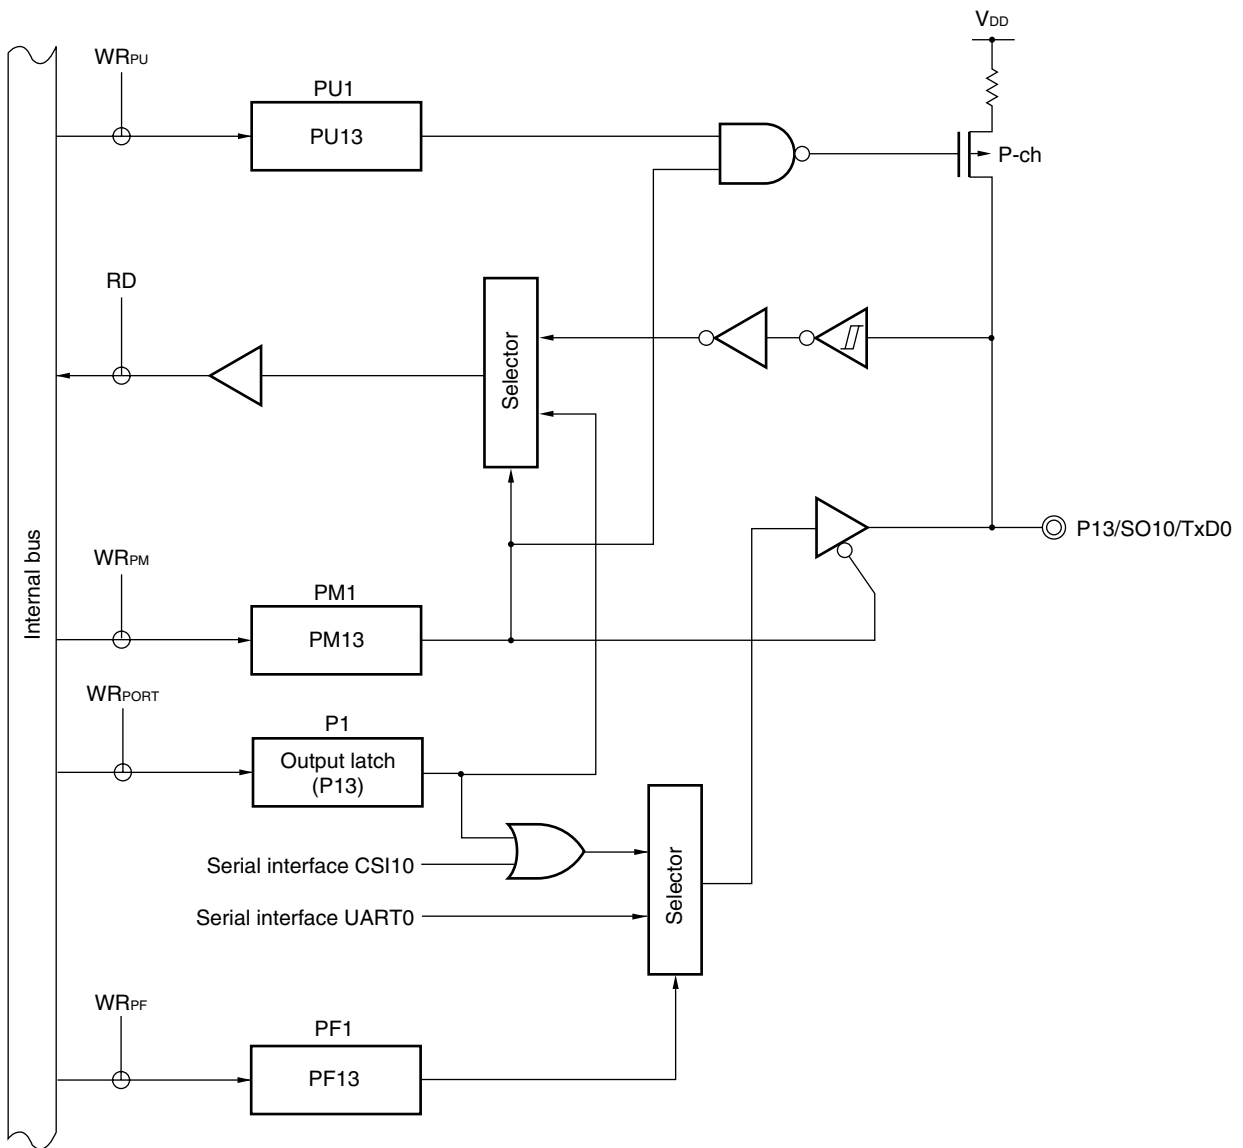 VDD
WRPU
PU1
PU13
P-ch
RD
Selector
Internal bus
P13/SO10/TxD0
WRPM
PM1
PM13
WRPORT
P1
Output latch
(P13)
Serial interface CSI10
Selector
Serial interface UART0
WRPF
PF1
PF13